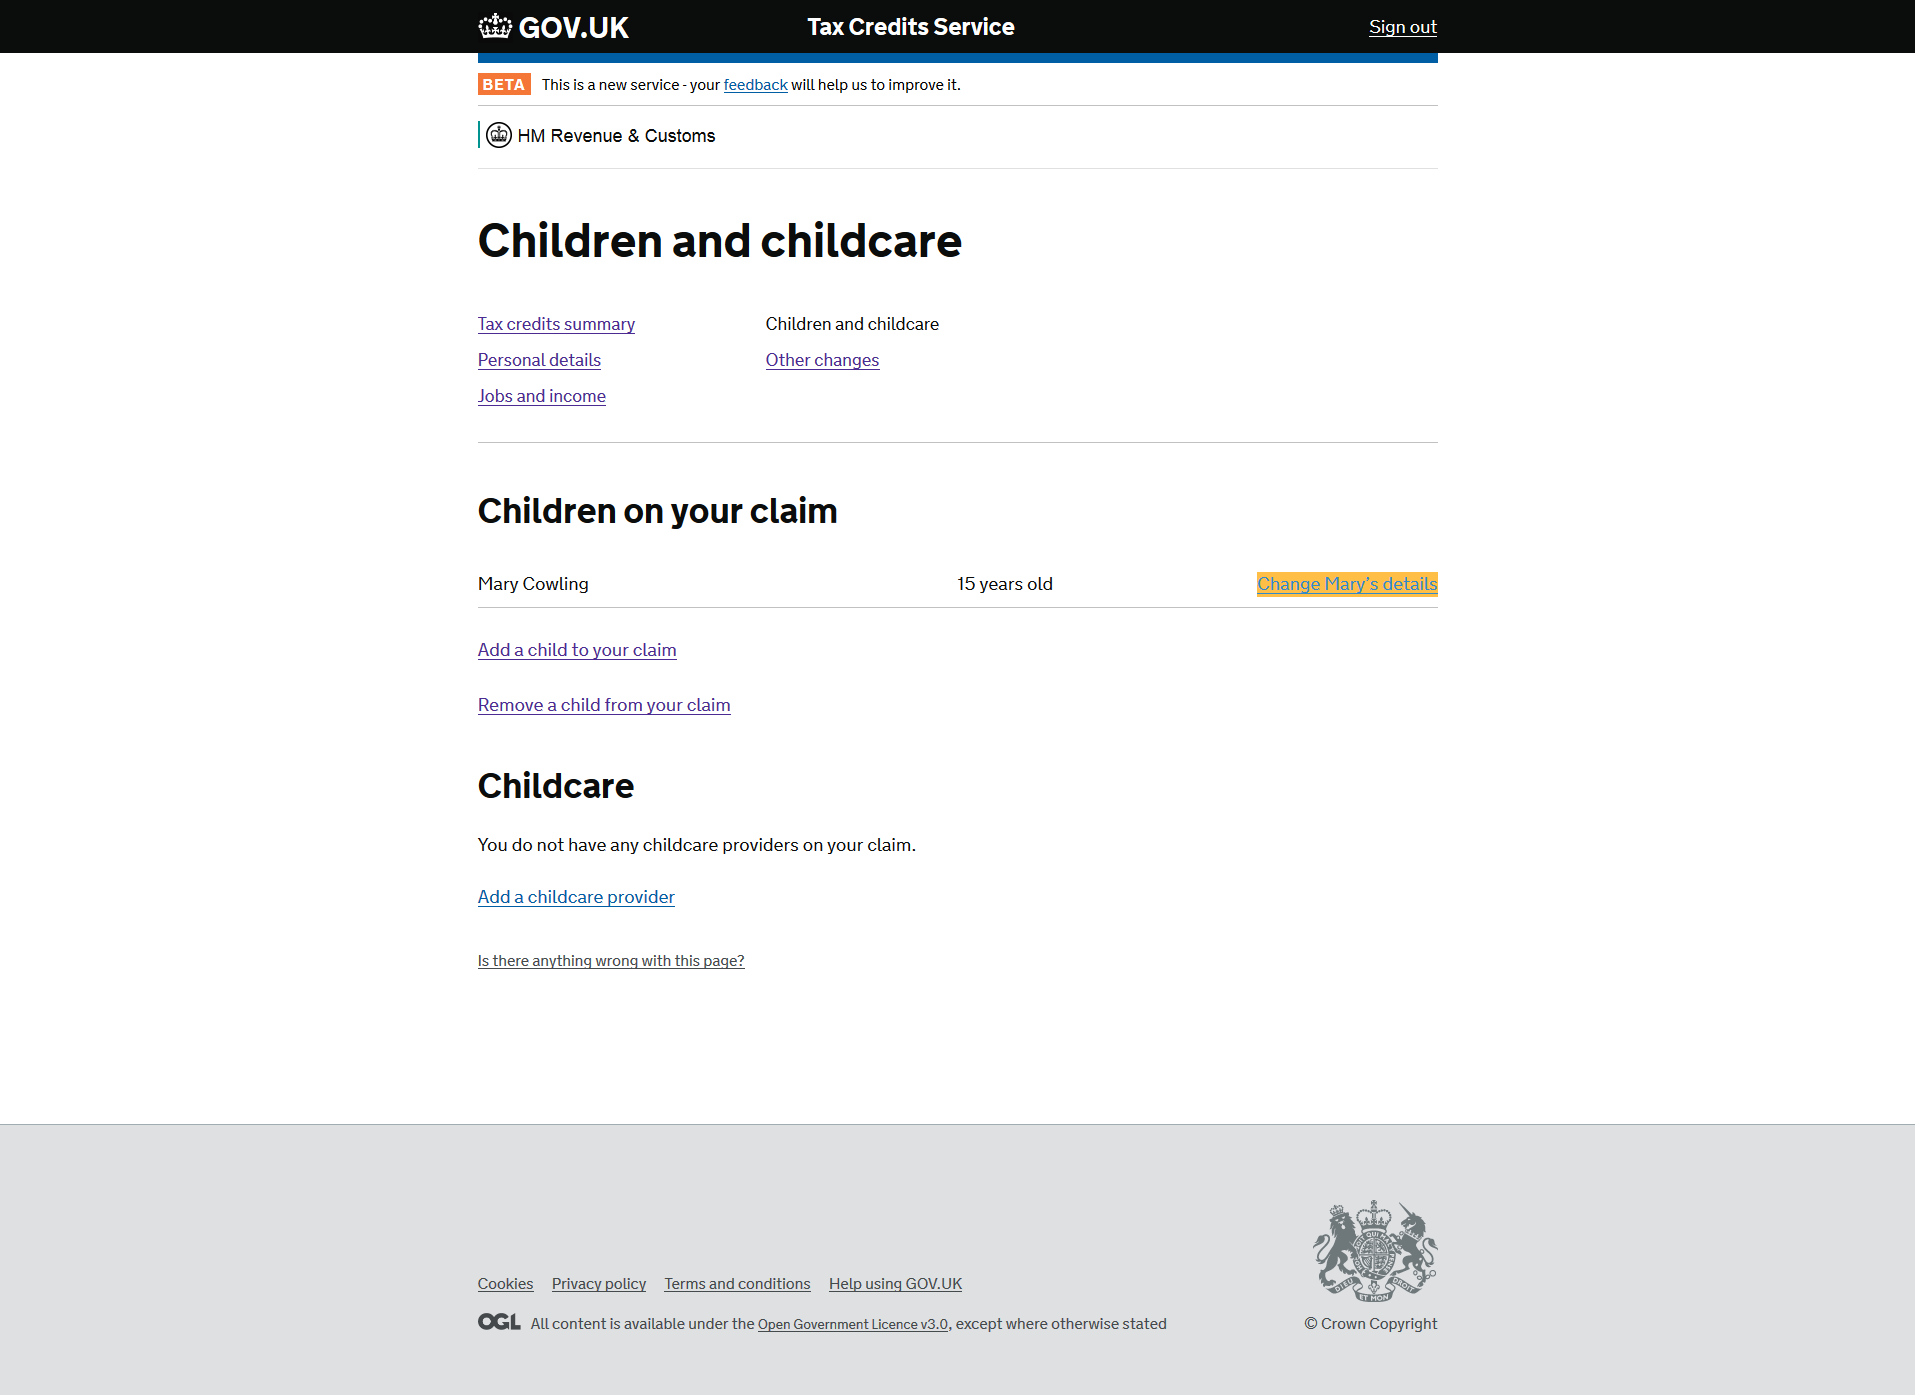 GOV.UK Tax Credits Service Sign out
BETA This is a new service - your feedback will help us to improve it.
HM Revenue & Customs
Children and childcare
Tax credits summary Children and childcare
Personal details Other changes
Jobs and income
Children on your claim
Mary Cowling 15 years old Change Mary’s details
Add a child to your claim
Remove a child from your claim
Childcare
You do not have any childcare providers on your claim.
Add a childcare provider
Is there anything wrong with this page?
Cookies Privacy policy Terms and conditions Help using GOV.UK
OGL All content is available under the Open Government Licence v3.0, except where otherwise stated
DIEU ET MON DROIT
© Crown Copyright